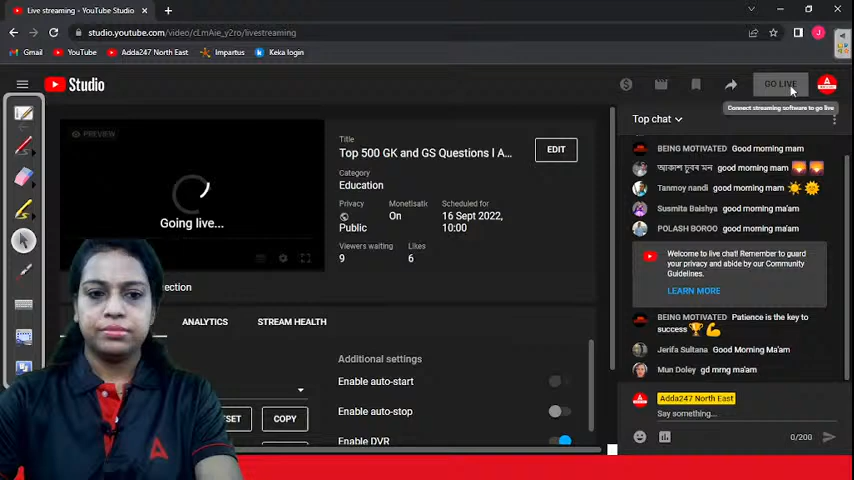 Live streaming - YouTube Studio
studio.youtube.com/video/cLmAie_y2ro/livestreaming
Gmail YouTube Adda247 North East Impartus Keka login
Studio
GO LIVE
Connect streaming software to go live
PREVIEW
Going live...
Title
Top 500 GK and GS Questions l A...
EDIT
Category
Education
Privacy
Public
Monetisatic
On
Scheduled for
16 Sept 2022,
10:00
Viewers waiting
9
Likes
6
ection
ANALYTICS
STREAM HEALTH
Additional settings
Enable auto-start
Enable auto-stop
Enable DVR
SET
COPY
Top chat
BEING MOTIVATED Good morning mam
আকাশ চুবৰ মন good morning mam 🌄🌄
Tanmoy nandi good morning mam ☀️🌞
Susmita Baishya good morning ma'am
POLASH BOROO good morning ma'am
Welcome to live chat! Remember to guard
your privacy and abide by our Community
Guidelines.
LEARN MORE
BEING MOTIVATED Patience is the key to
success 🏆💪
Jerifa Sultana Good Morning Ma'am
Mun Doley gd mrng ma'am
Adda247 North East
Say something...
0/200